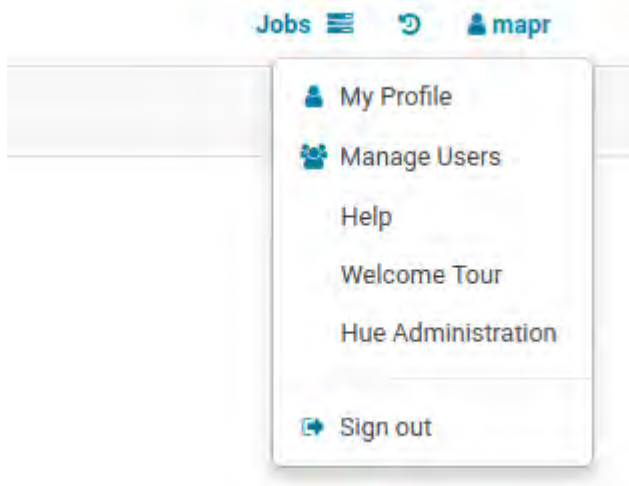 Jobs mapr
My Profile
Manage Users
Help
Welcome Tour
Hue Administration
Sign out